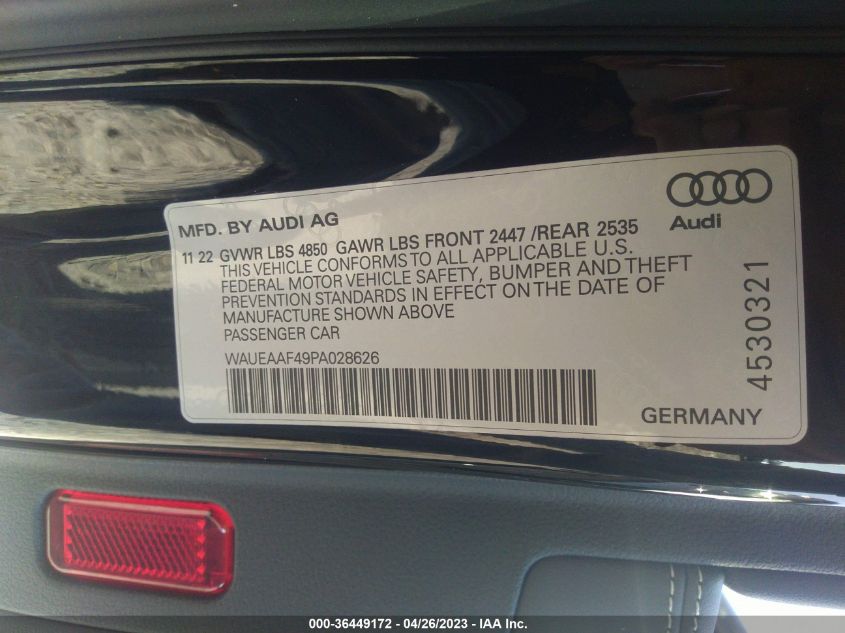 MFD. BY AUDI AG
Audi
11 22 GVWR LBS 4850 GAWR LBS FRONT 2447 /REAR 2535
THIS VEHICLE CONFORMS TO ALL APPLICABLE U.S.
FEDERAL MOTOR VEHICLE SAFETY, BUMPER AND THEFT
PREVENTION STANDARDS IN EFFECT ON THE DATE OF
MANUFACTURE SHOWN ABOVE
PASSENGER CAR
WAUEAAF49PA028626
4530321
GERMANY
000-36449172 - 04/26/2023 - IAA Inc.